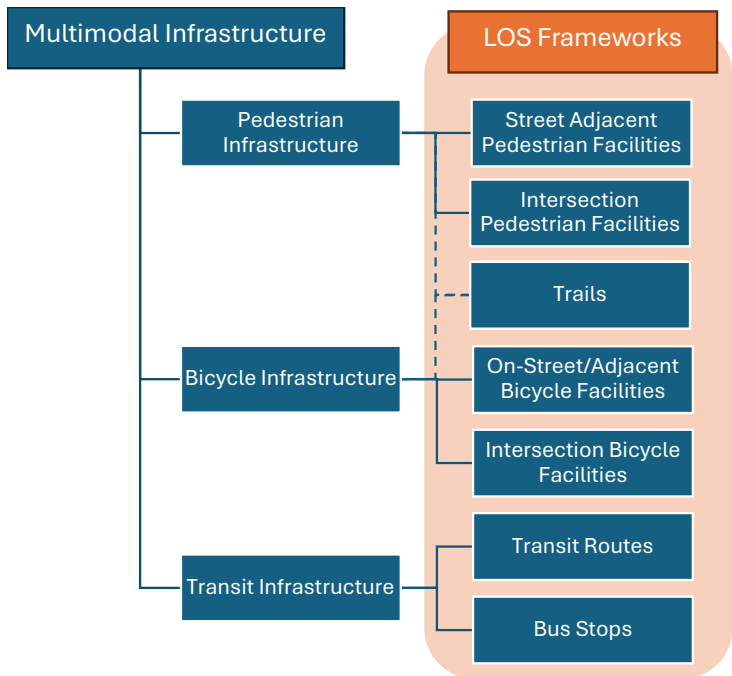 Multimodal Infrastructure
LOS Frameworks
Pedestrian
Infrastructure
Street Adjacent
Pedestrian Facilities
Intersection
Pedestrian Facilities
Trails
Bicycle Infrastructure
On-Street/Adjacent
Bicycle Facilities
Intersection Bicycle
Facilities
Transit Infrastructure
Transit Routes
Bus Stops